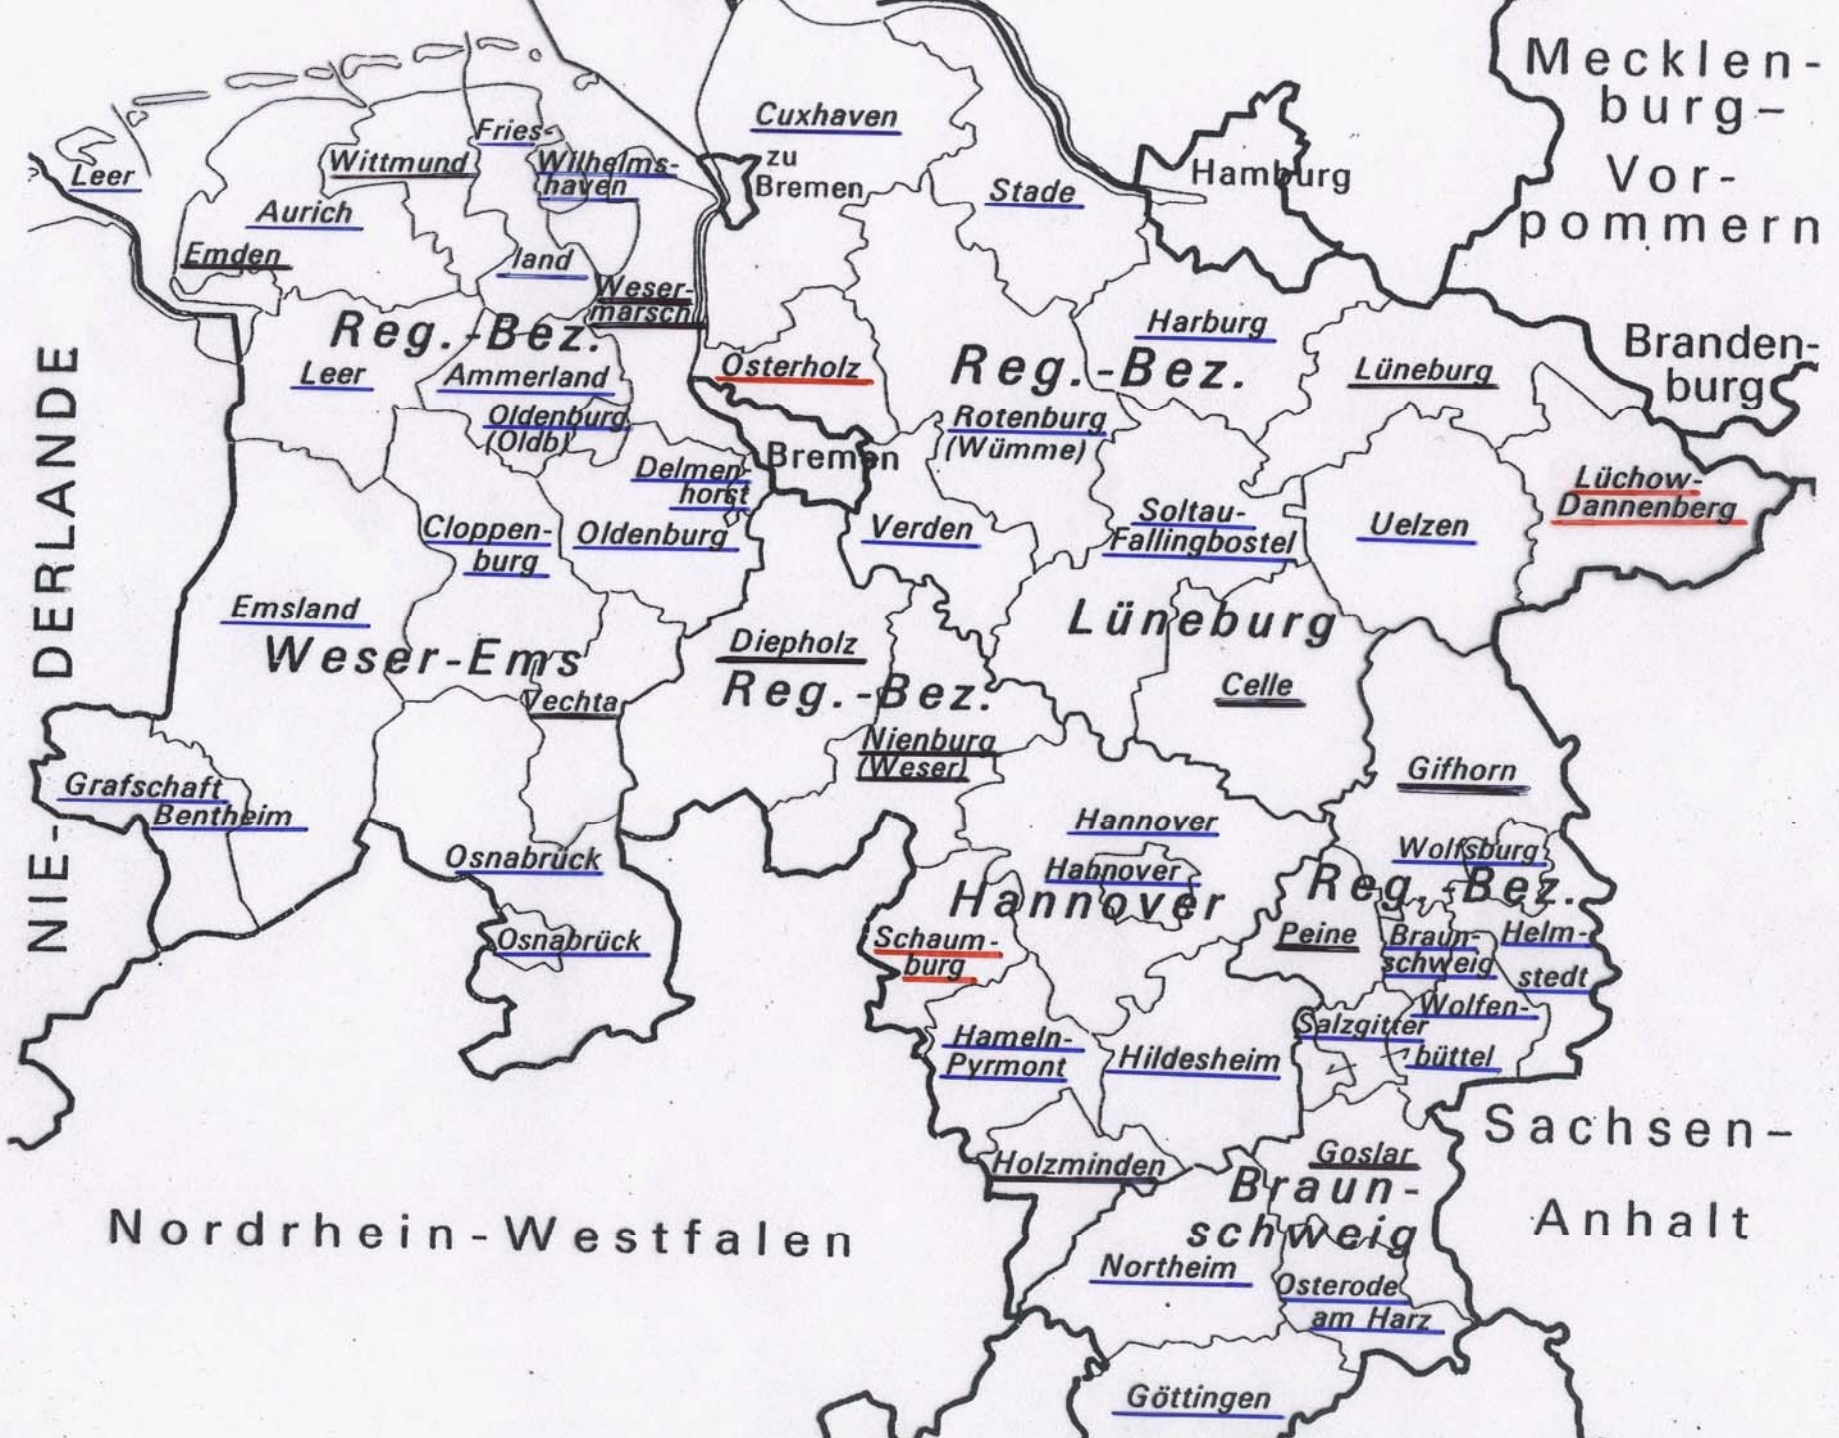 Mecklen-
burg-
Vor-
pommern
Cuxhaven
zu
Bremen
Stade
Hamburg
Fries-
Wittmund
Wilhelms-
haven
Leer
Aurich
Emden
land
Weser-
marsch
Reg.-Bez.
Leer
Ammerland
Oldenburg
(Oldb)
Osterholz
Reg.-Bez.
Harburg
Lüneburg
Branden-
burg
Rotenburg
(Wümme)
Bremen
Delmen-
horst
Cloppen-
burg
Oldenburg
Verden
Soltau-
Fallingbostel
Uelzen
Lüchow-
Dannenberg
NIE-DERLANDE
Emsland
Weser-Ems
Diepholz
Reg.-Bez.
Lüneburg
Celle
Vechta
Nienburg
(Weser)
Gifhorn
Grafschaft
Bentheim
Hannover
Hannover
Hannover
Wolfsburg
Reg.-Bez.
Osnabrück
Osnabrück
Schaum-
burg
Peine
Braun-
schweig
Helm-
stedt
Wolfen-
büttel
Salzgitter
Hameln-
Pyrmont
Hildesheim
Sachsen-
Anhalt
Holzminden
Goslar
Braun-
schweig
Nordrhein-Westfalen
Northeim
Osterode
am Harz
Göttingen